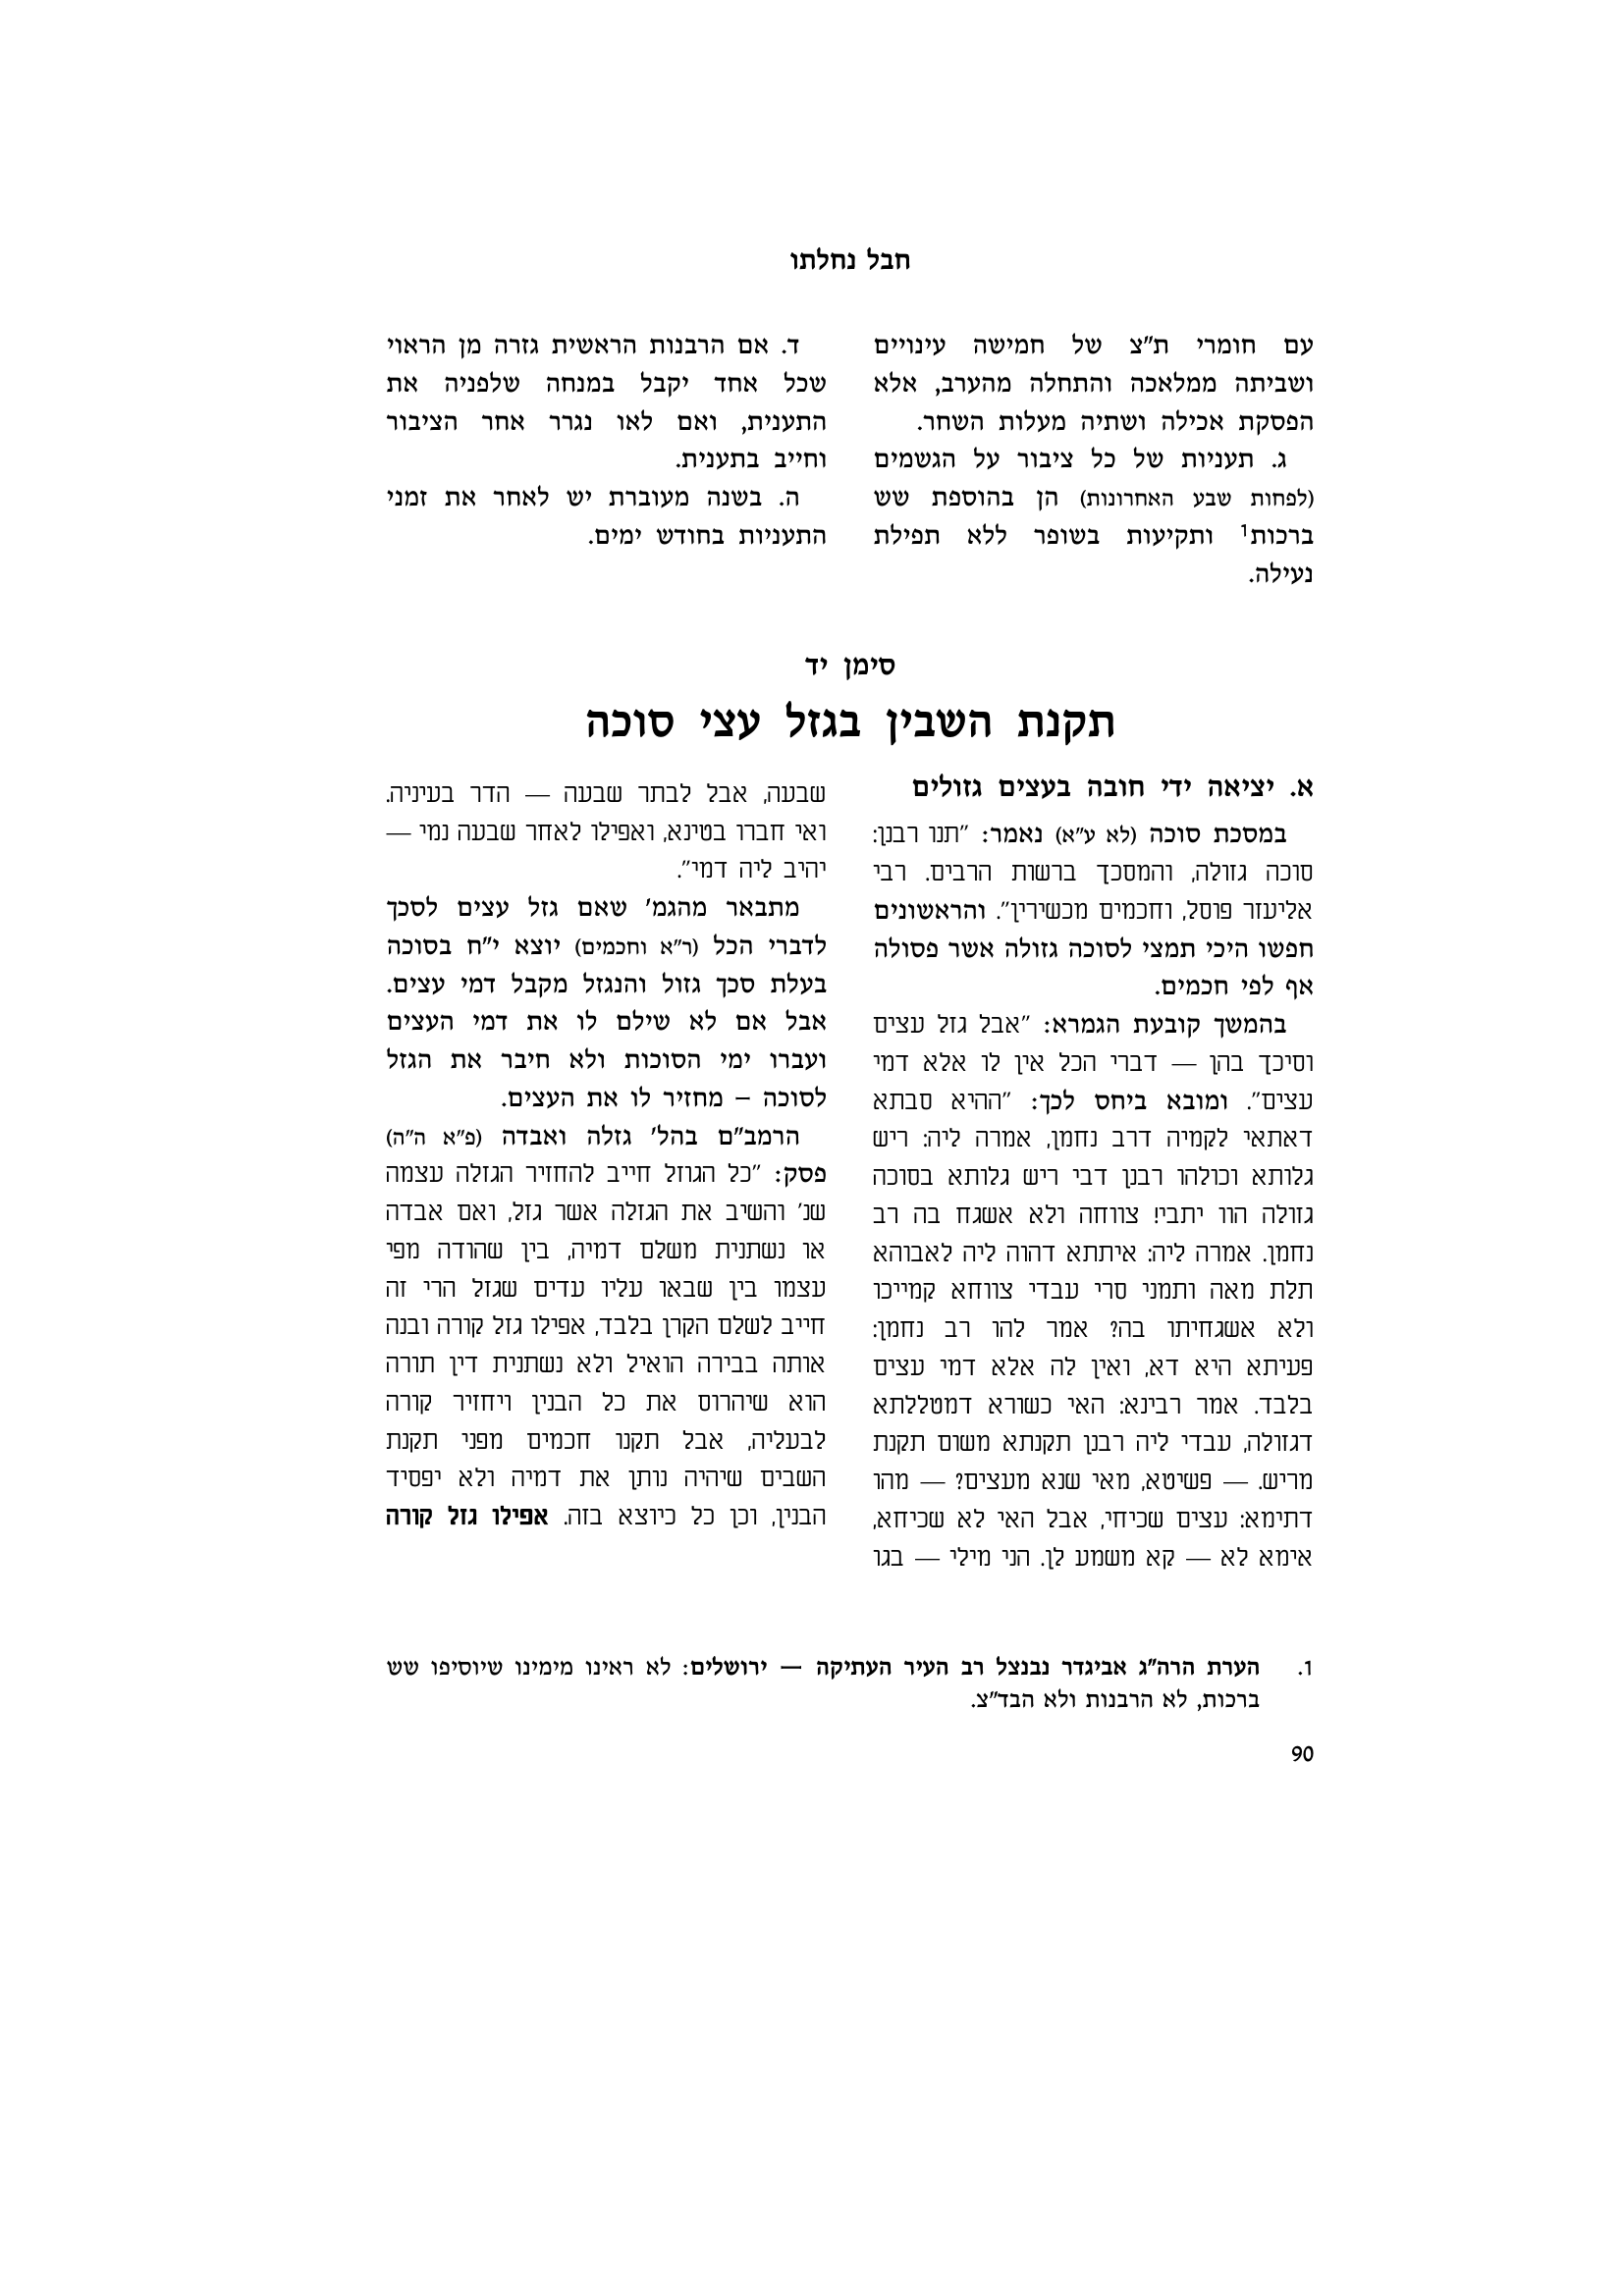 חבל נחלתו
עם חומרי ת״צ של חמישה עינויים
ושביתה ממלאכה והתחלה מהערב, אלא
הפסקת אכילה ושתיה מעלות השחר.
ג. תעניות של כל ציבור על הגשמים
(לפחות שבע האחרונות) הן בהוספת שש
ברכות1 ותקיעות בשופר ללא תפילת
נעילה.
ד. אם הרבנות הראשית גזרה מן הראוי
שכל אחד יקבל במנחה שלפניה את
התענית, ואם לאו נגרר אחר הציבור
וחייב בתענית.
ה. בשנה מעוברת יש לאחר את זמני
התעניות בחודש ימים.
סימן יד
תקנת השבין בגזל עצי סוכה
א. יציאה ידי חובה בעצים גזולים
במסכת סוכה (לא ע״א) נאמר: ״תנו רבנן:
סוכה גזולה, והמסכך ברשות הרבים. רבי
אליעזר פוסל, וחכמים מכשירין״. והראשונים
חפשו היכי תמצי לסוכה גזולה אשר פסולה
אף לפי חכמים.
בהמשך קובעת הגמרא: ״אבל גזל עצים
וסיכך בהן — דברי הכל אין לו אלא דמי
עצים״. ומובא ביחס לכך: ״ההיא סבתא
דאתאי לקמיה דרב נחמן, אמרה ליה: ריש
גלותא וכולהו רבנן דבי ריש גלותא בסוכה
גזולה הוו יתבי! צווחה ולא אשגח בה רב
נחמן. אמרה ליה: איתתא דהוה ליה לאבוהא
תלת מאה ותמני סרי עבדי צווחא קמייכו
ולא אשגחיתו בה? אמר להו רב נחמן:
פעיתא היא דא, ואין לה אלא דמי עצים
בלבד. אמר רבינא: האי כשורא דמטללתא
דגזולה, עבדי ליה רבנן תקנתא משום תקנת
מריש. — פשיטא, מאי שנא מעצים? — מהו
דתימא: עצים שכיחי, אבל האי לא שכיחא,
אימא לא — קא משמע לן. הני מילי — בגו
שבעה, אבל לבתר שבעה — הדר בעיניה.
ואי חברו בטינא, ואפילו לאחר שבעה נמי —
יהיב ליה דמי״.
מתבאר מהגמ׳ שאם גזל עצים לסכך
לדברי הכל (ר״א וחכמים) יוצא י״ח בסוכה
בעלת סכך גזול והנגזל מקבל דמי עצים.
אבל אם לא שילם לו את דמי העצים
ועברו ימי הסוכות ולא חיבר את הגזל
לסוכה – מחזיר לו את העצים.
הרמב״ם בהל׳ גזלה ואבדה (פ״א ה״ה)
פסק: ״כל הגוזל חייב להחזיר הגזלה עצמה
שנ׳ והשיב את הגזלה אשר גזל, ואם אבדה
או נשתנית משלם דמיה, בין שהודה מפי
עצמו בין שבאו עליו עדים שגזל הרי זה
חייב לשלם הקרן בלבד, אפילו גזל קורה ובנה
אותה בבירה הואיל ולא נשתנית דין תורה
הוא שיהרוס את כל הבנין ויחזיר קורה
לבעליה, אבל תקנו חכמים מפני תקנת
השבים שיהיה נותן את דמיה ולא יפסיד
הבנין, וכן כל כיוצא בזה. אפילו גזל קורה
1. הערת הרה״ג אביגדר נבנצל רב העיר העתיקה — ירושלים: לא ראינו מימינו שיוסיפו שש
ברכות, לא הרבנות ולא הבד״צ.
90